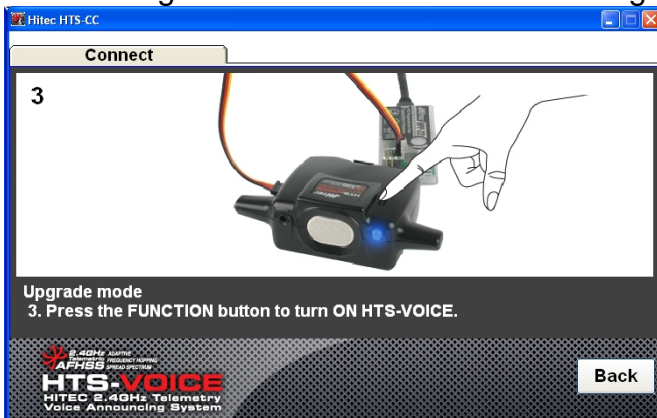 Hitec HTS-CC
Connect
3
Upgrade mode
3. Press the FUNCTION button to turn ON HTS-VOICE.
2.4GHz ADAPTIVE
Telemetric FREQUENCY HOPPING
AFHSS SPREAD SPECTRUM
HTS-VOICE
HITEC 2.4GHz Telemetry
Voice Announcing System
Back